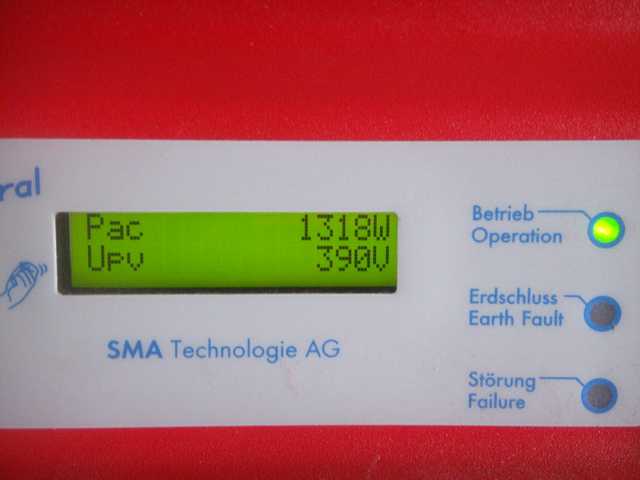 ral
Pac 1318W
Upv 390V
SMA Technologie AG
Betrieb
Operation
Erdschluss
Earth Fault
Störung
Failure